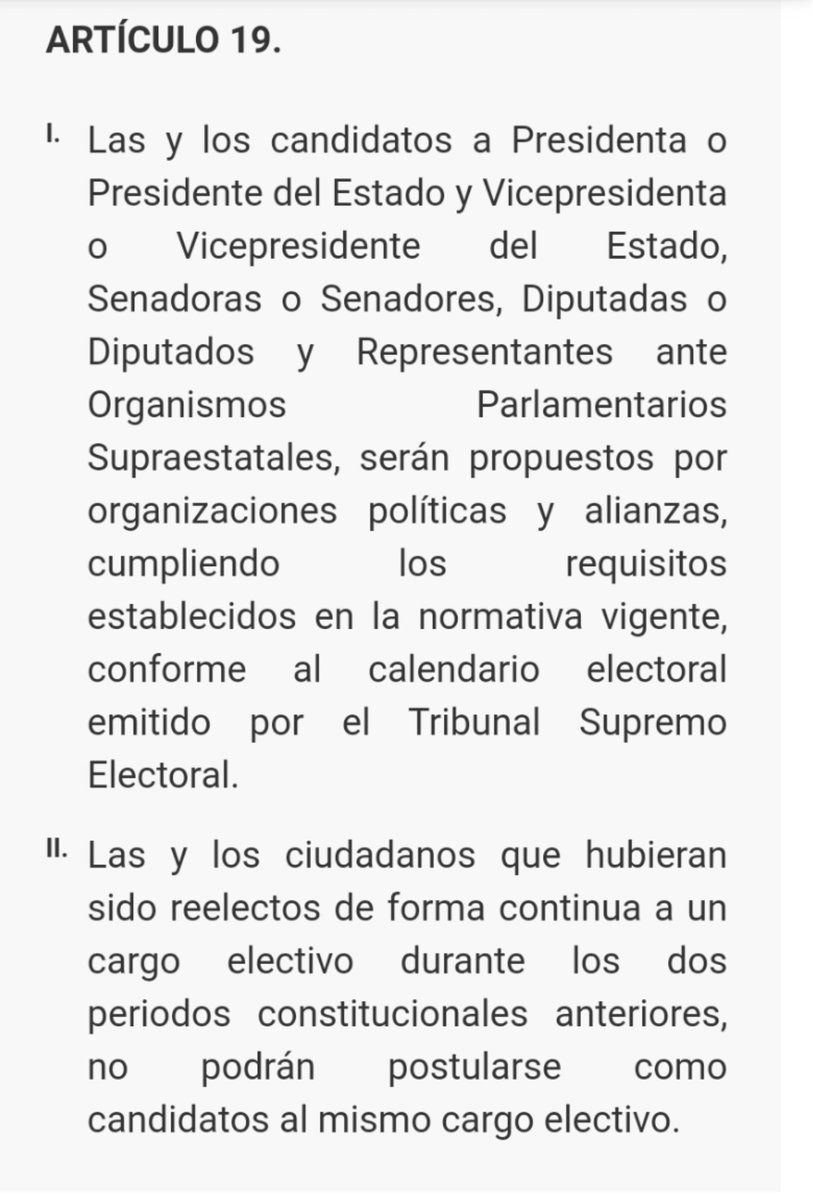 ARTÍCULO 19.
I. Las y los candidatos a Presidenta o
Presidente del Estado y Vicepresidenta
o Vicepresidente del Estado,
Senadoras o Senadores, Diputadas o
Diputados y Representantes ante
Organismos Parlamentarios
Supraestatales, serán propuestos por
organizaciones políticas y alianzas,
cumpliendo los requisitos
establecidos en la normativa vigente,
conforme al calendario electoral
emitido por el Tribunal Supremo
Electoral.
II. Las y los ciudadanos que hubieran
sido reelectos de forma continua a un
cargo electivo durante los dos
periodos constitucionales anteriores,
no podrán postularse como
candidatos al mismo cargo electivo.